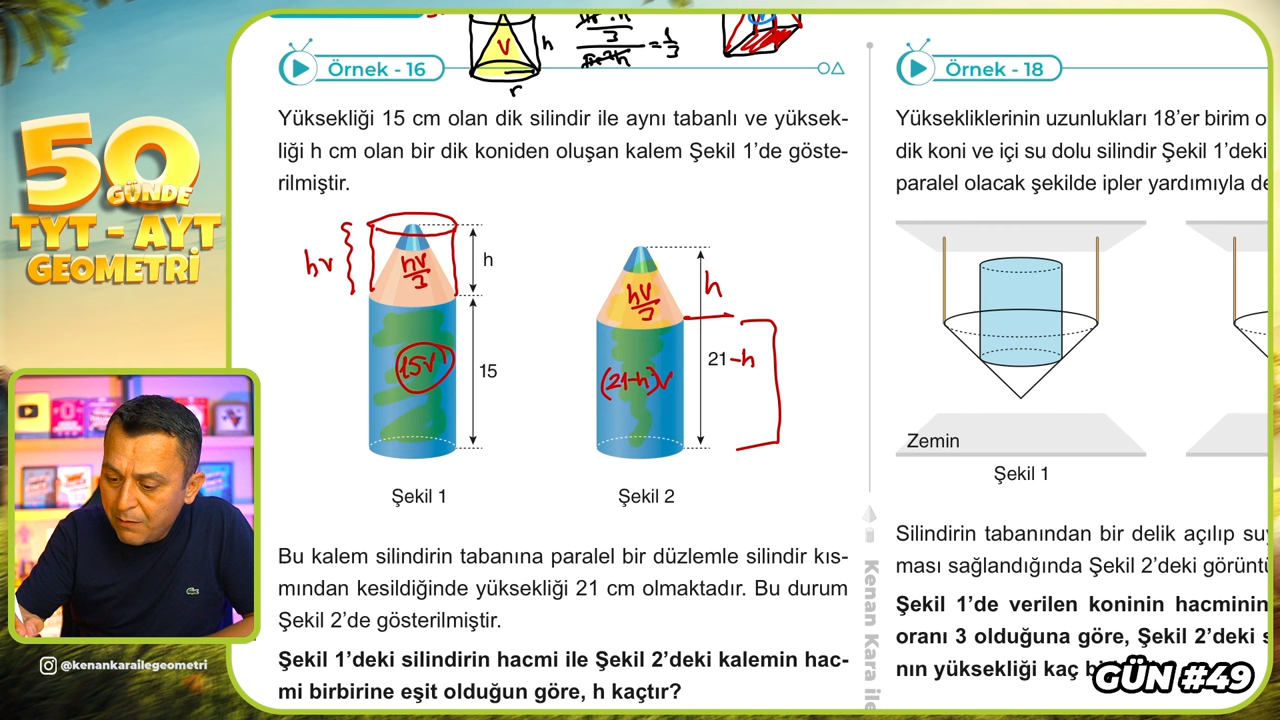 50
GÜNDE
TYT - AYT
GEOMETRİ
@kenankarailegeometri
V
h
r
3
= 1/3
Örnek - 16
Yüksekliği 15 cm olan dik silindir ile aynı tabanlı ve yüksek-
liği h cm olan bir dik koniden oluşan kalem Şekil 1’de göste-
rilmiştir.
hv
hv/3
h
15v
15
Şekil 1
hv/3
h
(21-h)v
21-h
Şekil 2
Bu kalem silindirin tabanına paralel bir düzlemle silindir kıs-
mından kesildiğinde yüksekliği 21 cm olmaktadır. Bu durum
Şekil 2’de gösterilmiştir.
Şekil 1’deki silindirin hacmi ile Şekil 2’deki kalemin hac-
mi birbirine eşit olduğun göre, h kaçtır?
Kenan Kara ile
Örnek - 18
Yüksekliklerinin uzunlukları 18’er birim o
dik koni ve içi su dolu silindir Şekil 1’deki
paralel olacak şekilde ipler yardımıyla de
Zemin
Şekil 1
Silindirin tabanından bir delik açılıp suy
ması sağlandığında Şekil 2’deki görüntü
Şekil 1’de verilen koninin hacminin
oranı 3 olduğuna göre, Şekil 2’deki s
nın yüksekliği kaç
GÜN #49